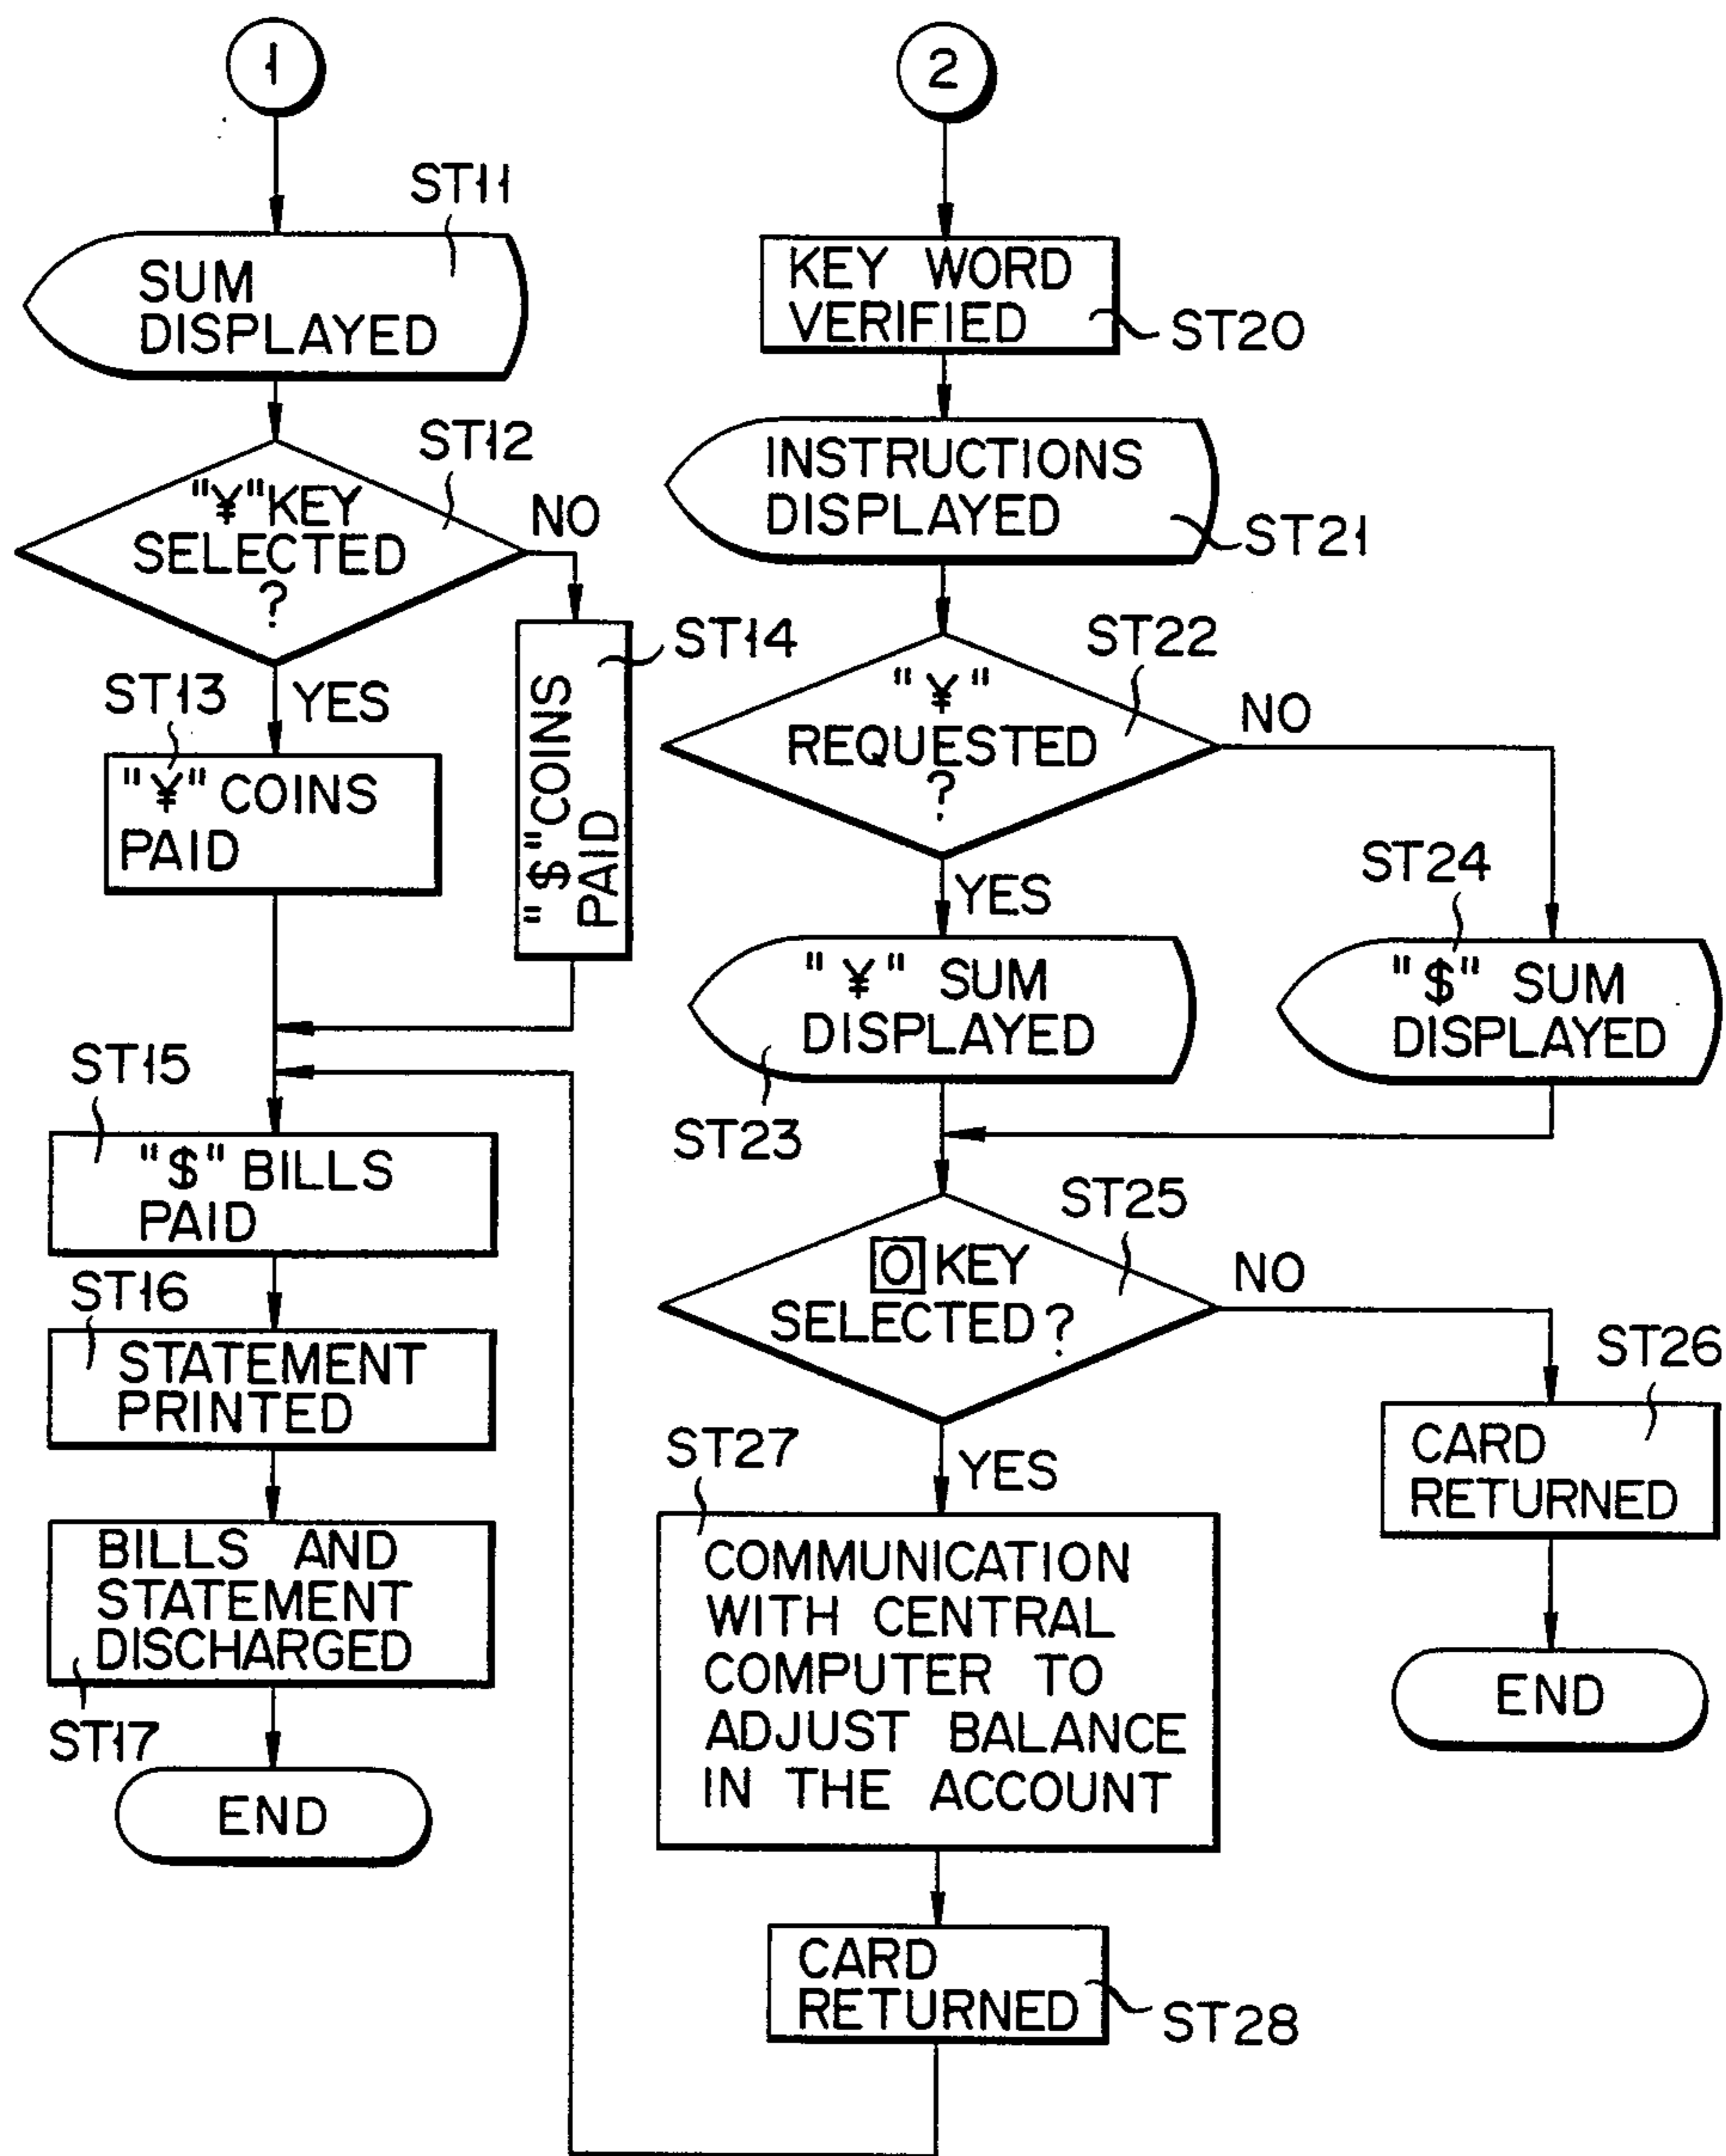 1
ST11
SUM
DISPLAYED
ST12
"¥" KEY
SELECTED
?
NO
YES
ST13
"¥" COINS
PAID
ST14
"$" COINS
PAID
ST15
"$" BILLS
PAID
ST16
STATEMENT
PRINTED
BILLS AND
STATEMENT
DISCHARGED
ST17
END
2
KEY WORD
VERIFIED
ST20
INSTRUCTIONS
DISPLAYED
ST21
ST22
"¥"
REQUESTED
?
NO
YES
"¥" SUM
DISPLAYED
ST23
ST24
"$" SUM
DISPLAYED
ST25
O KEY
SELECTED?
NO
YES
ST26
CARD
RETURNED
END
ST27
COMMUNICATION
WITH CENTRAL
COMPUTER TO
ADJUST BALANCE
IN THE ACCOUNT
CARD
RETURNED
ST28